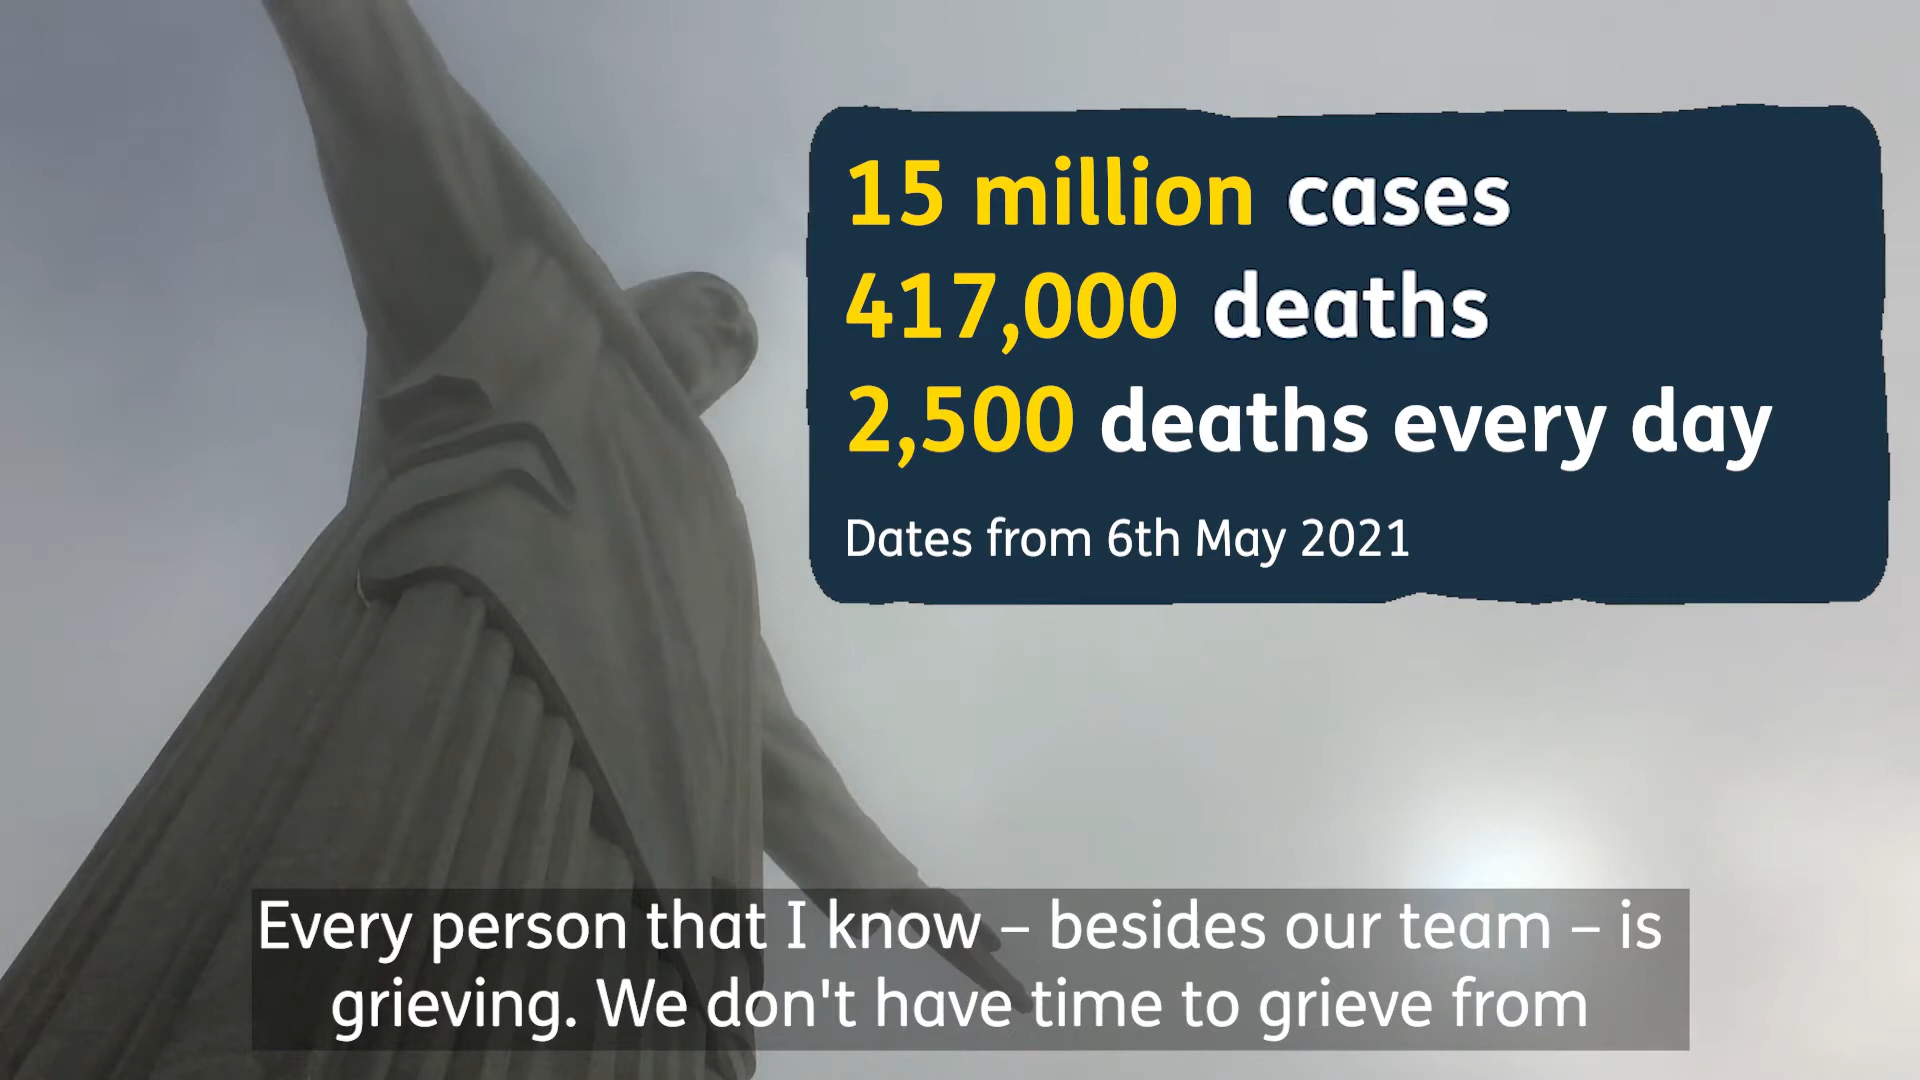 15 million cases
417,000 deaths
2,500 deaths every day
Dates from 6th May 2021
Every person that I know – besides our team – is
grieving. We don't have time to grieve from